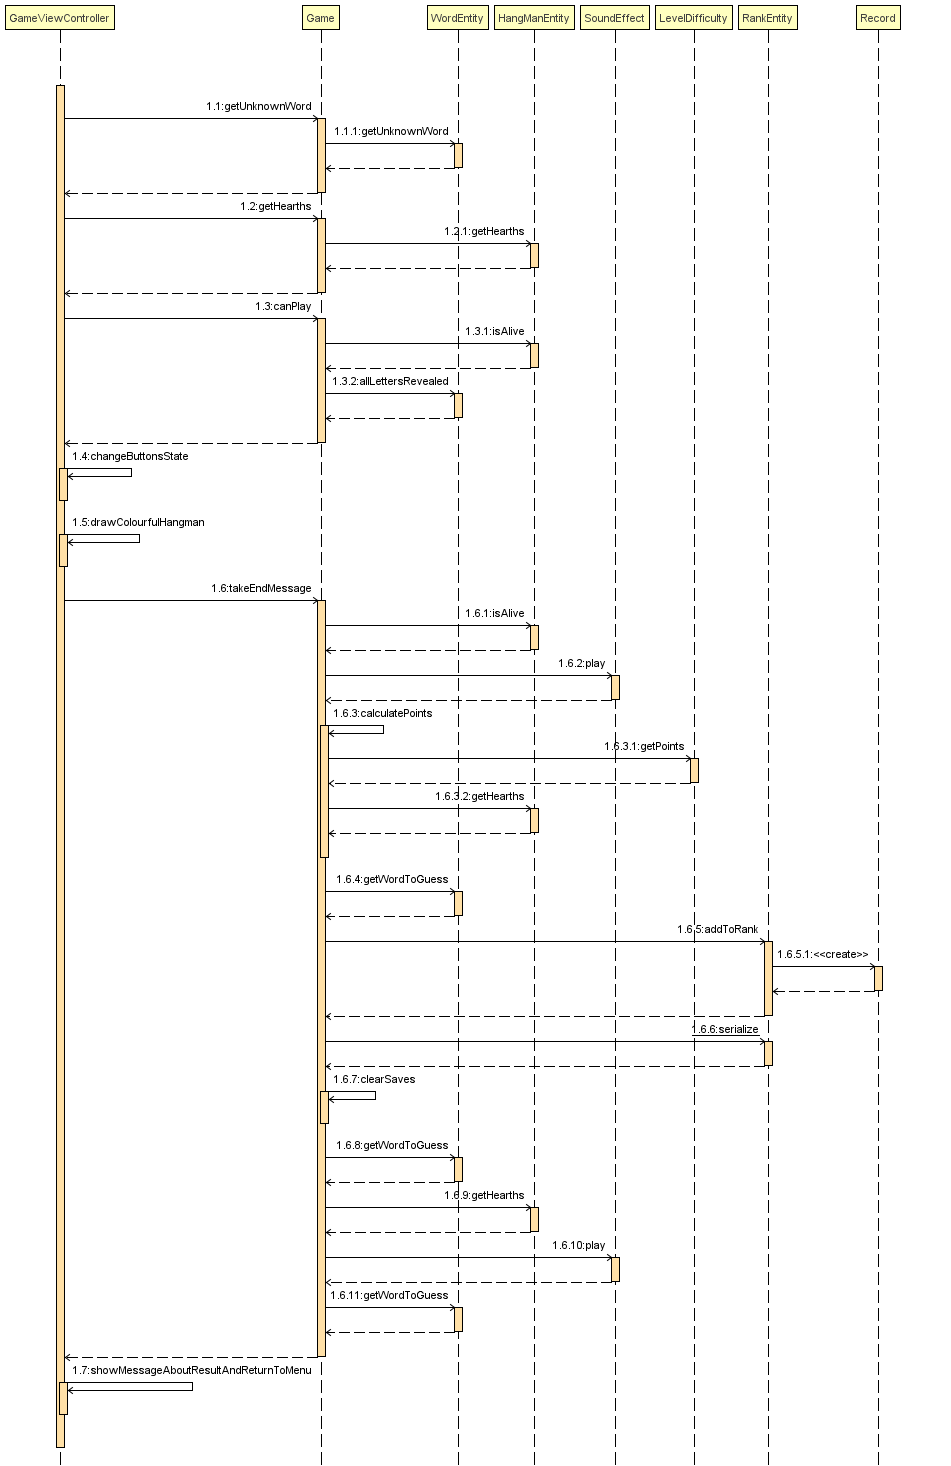 GameViewController
Game
WordEntity
HangManEntity
SoundEffect
LevelDifficulty
RankEntity
Record
1.1:getUnknownWord
1.1.1:getUnknownWord
1.2:getHearths
1.2.1:getHearths
1.3:canPlay
1.3.1:isAlive
1.3.2:allLettersRevealed
1.4:changeButtonsState
1.5:drawColourfulHangman
1.6:takeEndMessage
1.6.1:isAlive
1.6.2:play
1.6.3:calculatePoints
1.6.3.1:getPoints
1.6.3.2:getHearths
1.6.4:getWordToGuess
1.6.5:addToRank
1.6.5.1:<<create>>
1.6.6:serialize
1.6.7:clearSaves
1.6.8:getWordToGuess
1.6.9:getHearths
1.6.10:play
1.6.11:getWordToGuess
1.7:showMessageAboutResultAndReturnToMenu